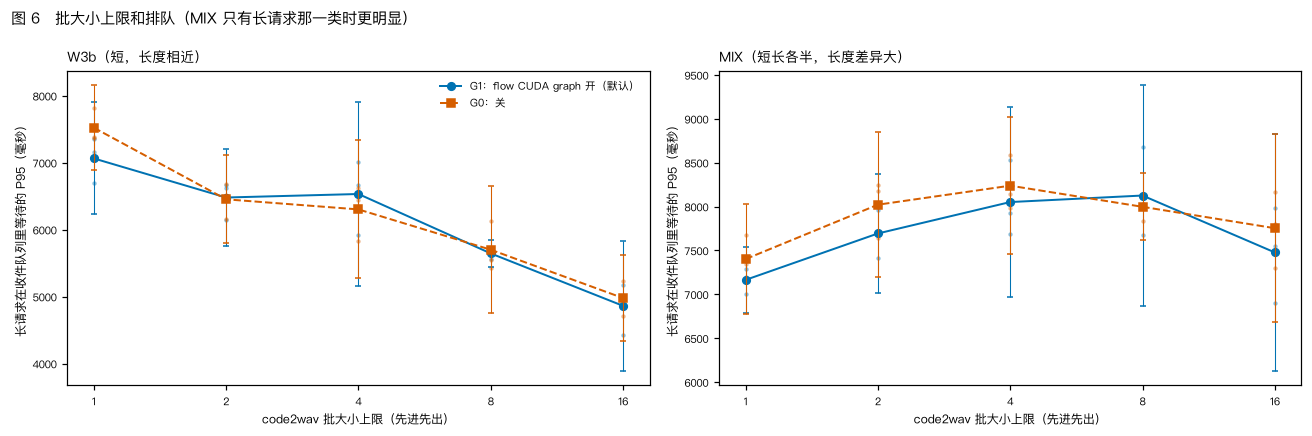 图 6 批大小上限和排队（MIX 只有长请求那一类时更明显）
W3b（短，长度相近）
长请求在收件队列里等待的 P95（毫秒）
8000
7000
6000
5000
4000
G1：flow CUDA graph 开（默认）
G0：关
1 2 4 8 16
code2wav 批大小上限（先进先出）
MIX（短长各半，长度差异大）
长请求在收件队列里等待的 P95（毫秒）
9500
9000
8500
8000
7500
7000
6500
6000
1 2 4 8 16
code2wav 批大小上限（先进先出）